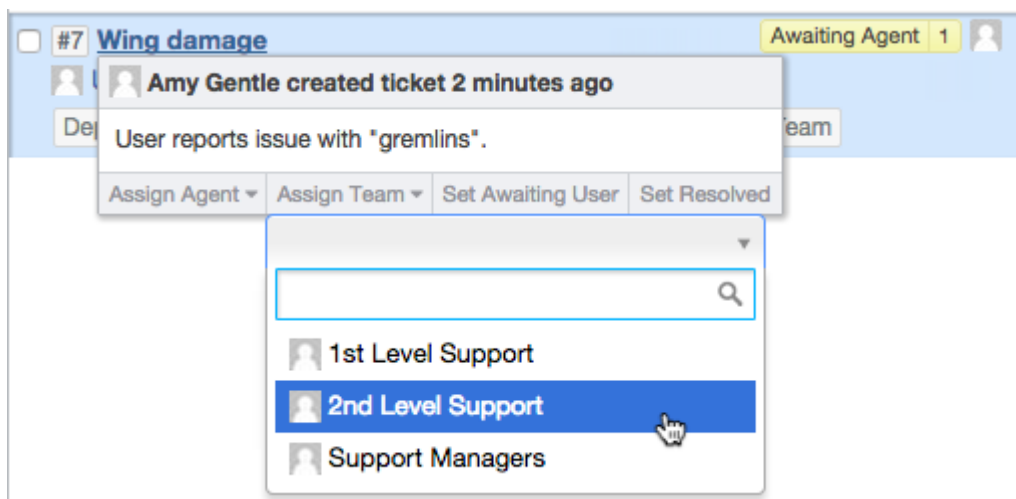 #7 Wing damage Awaiting Agent 1
Amy Gentle created ticket 2 minutes ago
User reports issue with "gremlins".
Assign Agent Assign Team Set Awaiting User Set Resolved
1st Level Support
2nd Level Support
Support Managers